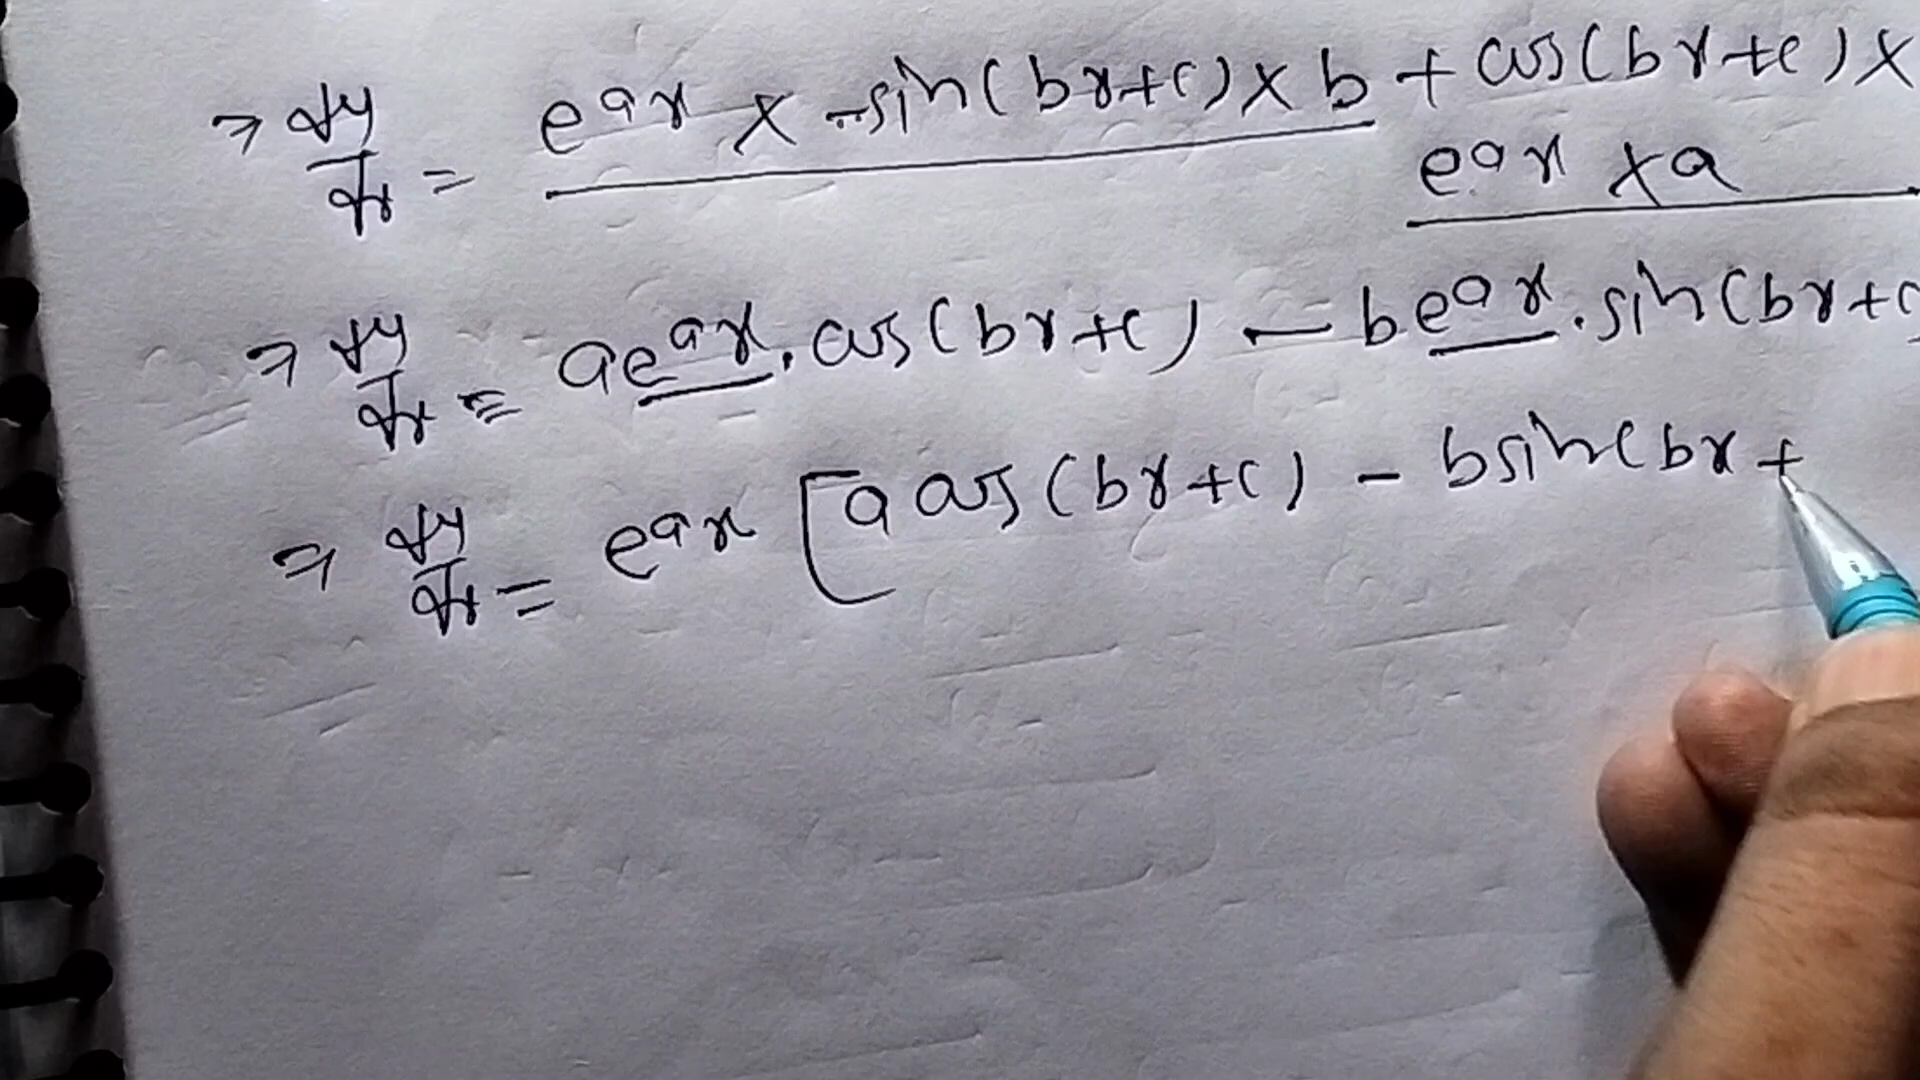 ⇒ dy/dx = e^ax × -sin(bx+c) × b + cos(bx+c) ×
e^ax × a
⇒ dy/dx = ae^ax . cos(bx+c) - be^ax . sin(bx+c
⇒ dy/dx = e^ax [a cos(bx+c) - bsin(bx +